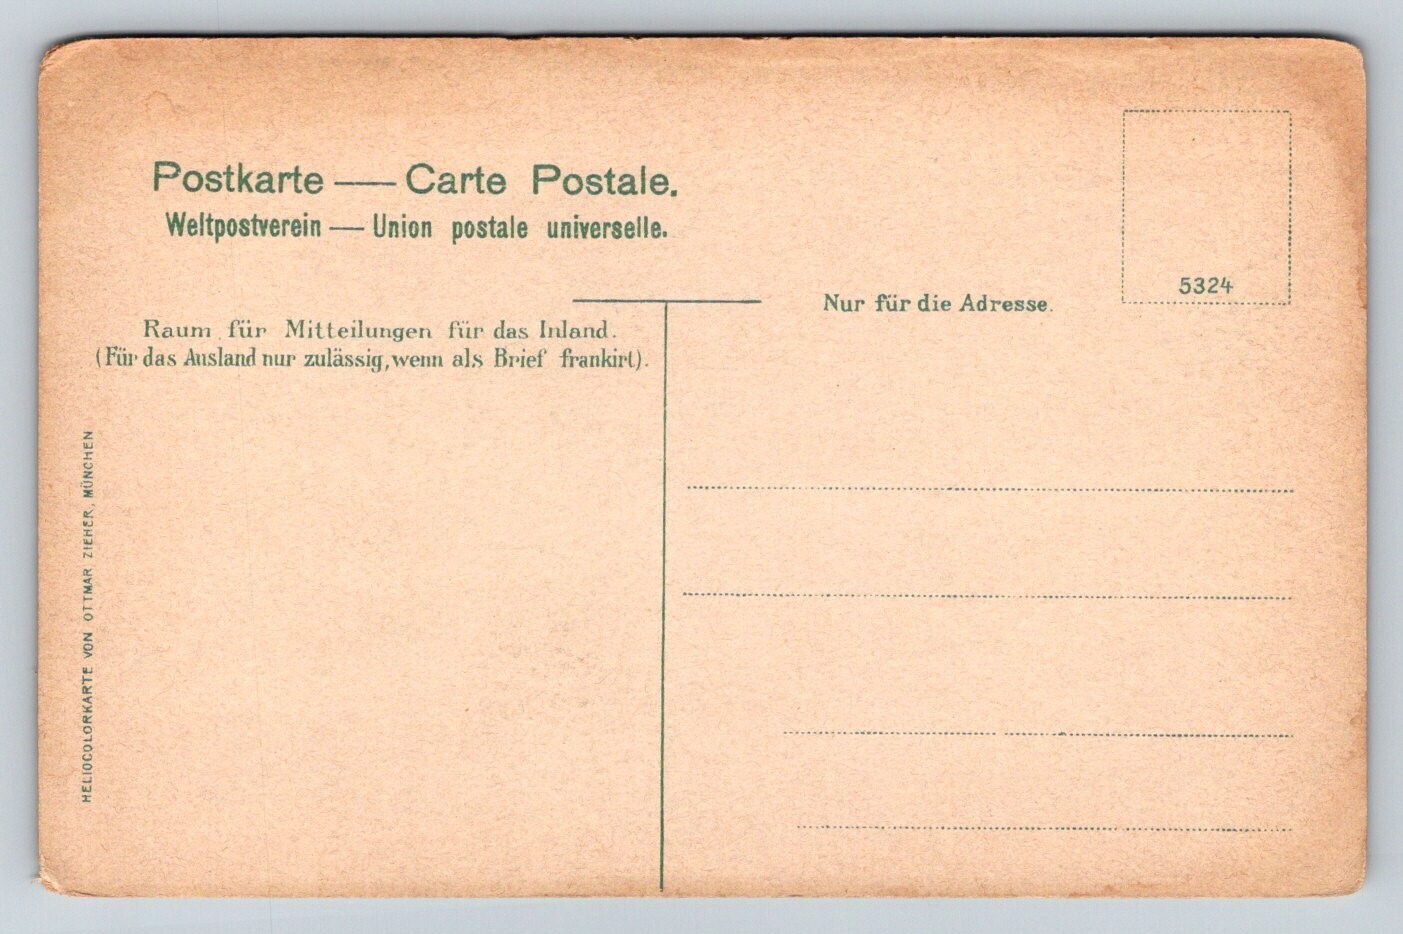 Postkarte — Carte Postale.
Weltpostverein — Union postale universelle.
5324
Nur für die Adresse.
Raum für Mitteilungen für das Inland.
(Für das Ausland nur zulässig, wenn als Brief frankirt).
HELIOCOLORKARTE VON OTTMAR ZIEHER, MÜNCHEN